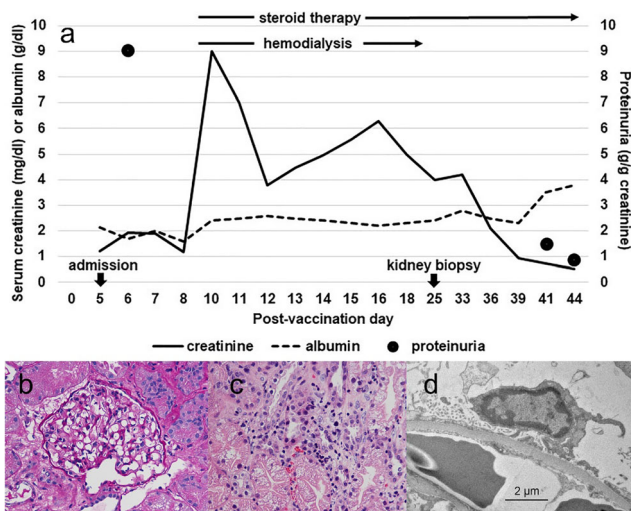 steroid therapy
hemodialysis
a
Serum creatinine (mg/dl) or albumin (g/dl)
10
9
8
7
6
5
4
3
2
1
0
10
9
8
7
6
5
4
3
2
1
0
Proteinuria (g/g creatinine)
admission
kidney biopsy
0 5 6 7 8 10 11 12 13 14 15 16 18 25 33 36 39 41 44
Post-vaccination day
creatinine albumin proteinuria
b c d
2 µm